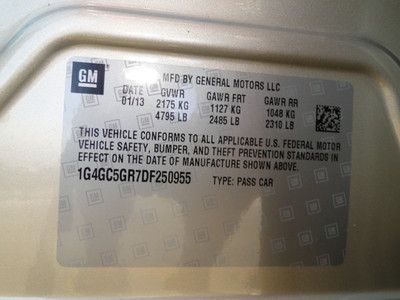 GM
MFD BY GENERAL MOTORS LLC
DATE GVWR GAWR FRT GAWR RR
01/13 2175 KG 1127 KG 1048 KG
4795 LB 2485 LB 2310 LB
THIS VEHICLE CONFORMS TO ALL APPLICABLE U.S. FEDERAL MOTOR
VEHICLE SAFETY, BUMPER, AND THEFT PREVENTION STANDARDS IN
EFFECT ON THE DATE OF MANUFACTURE SHOWN ABOVE.
1G4GC5GR7DF250955 TYPE: PASS CAR